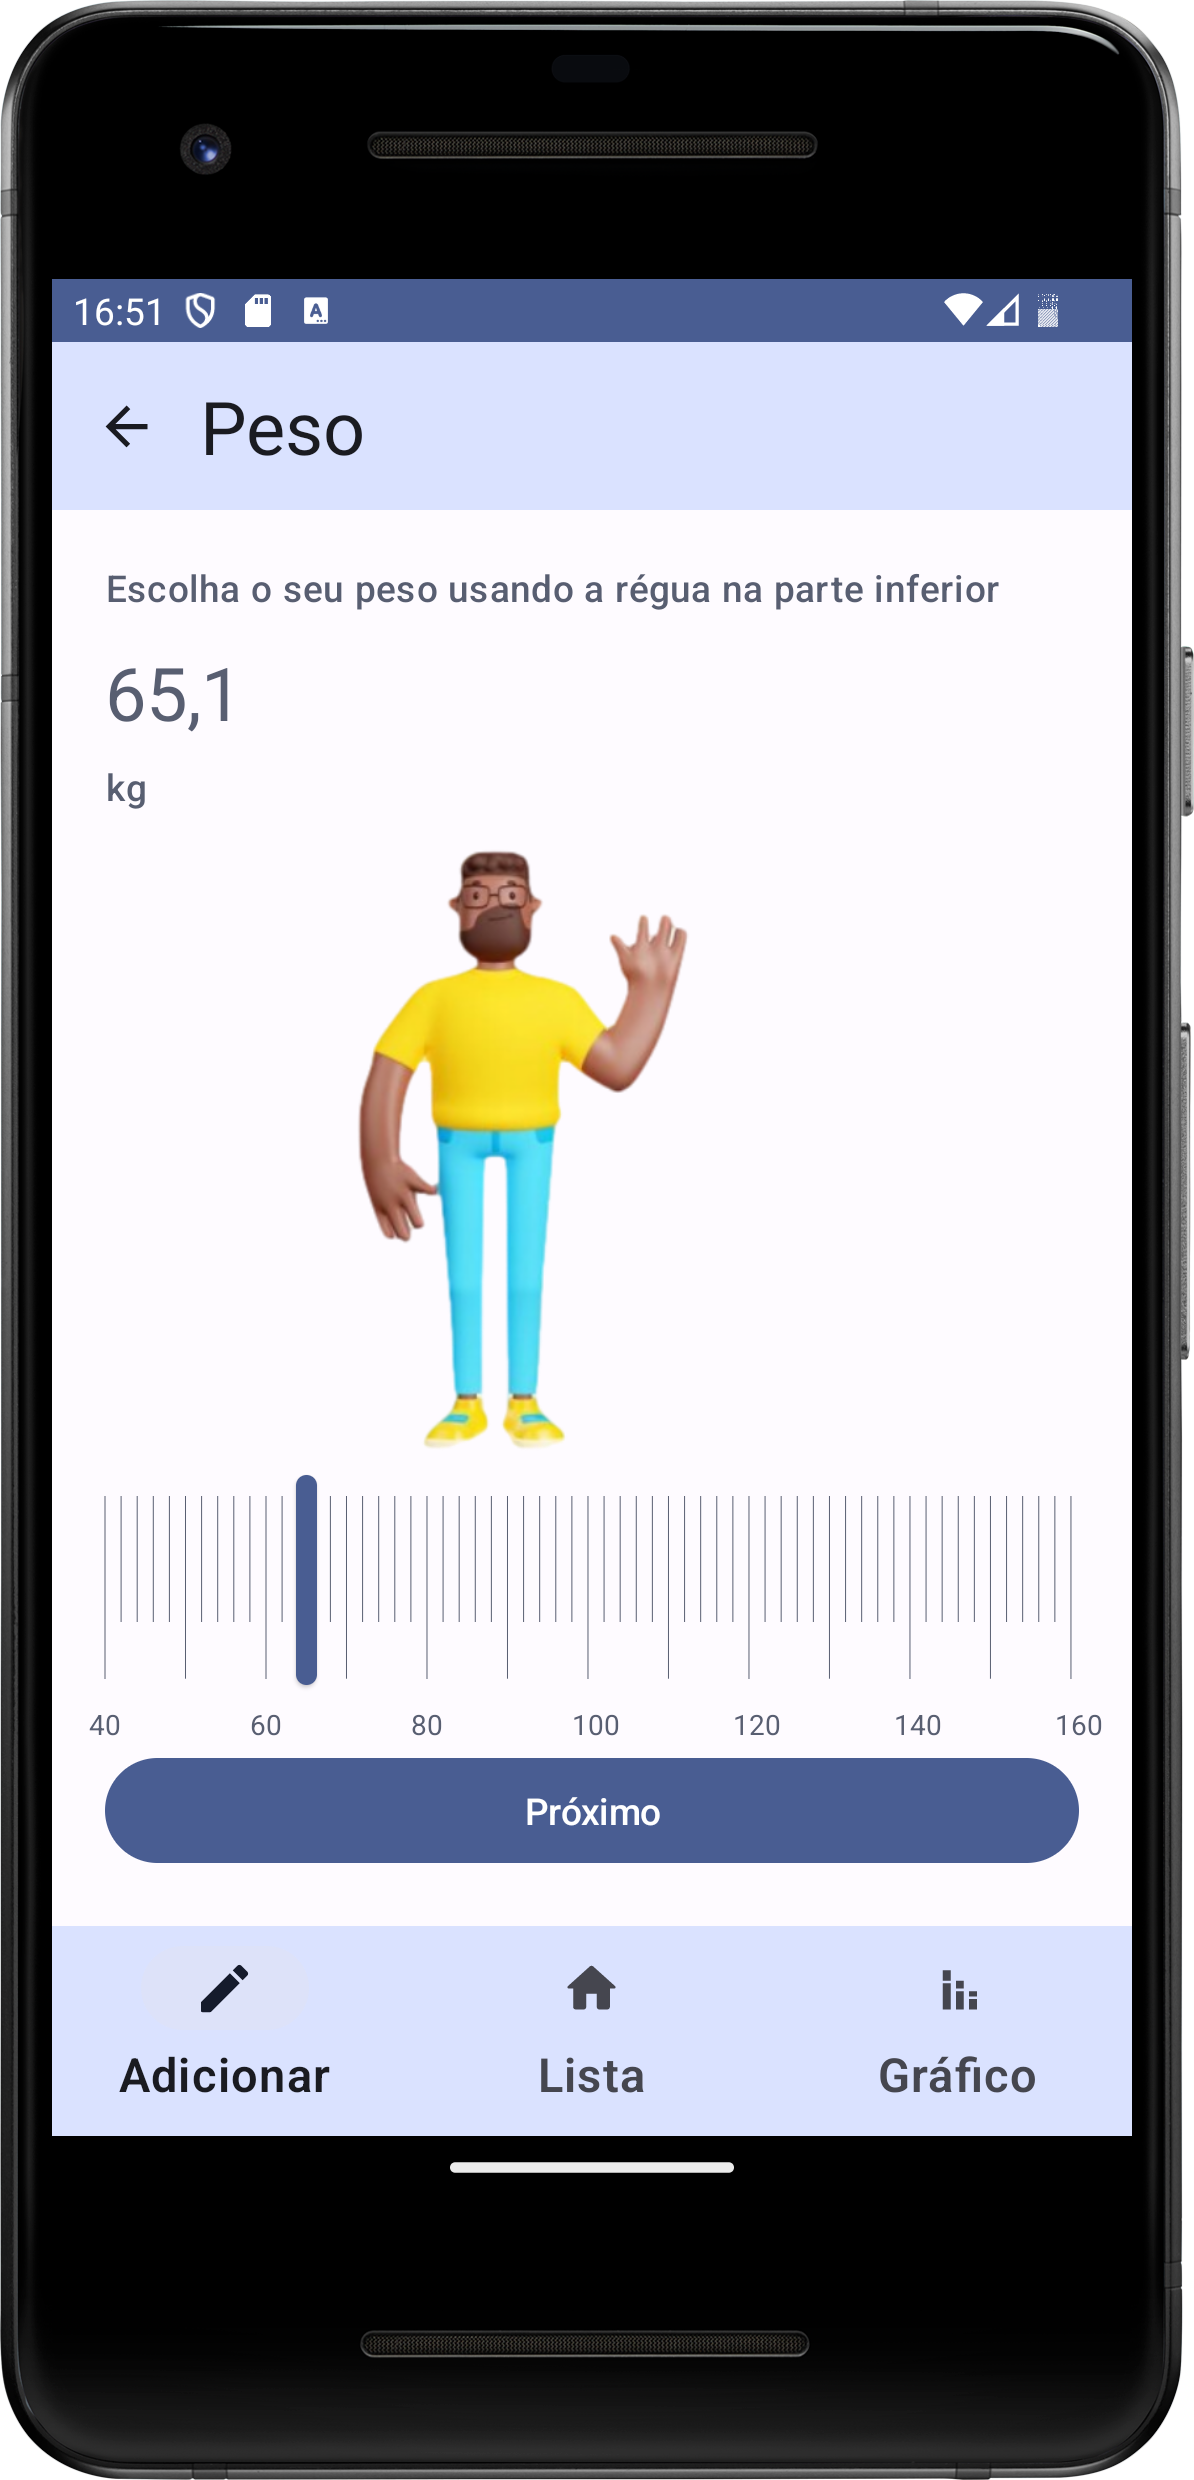 16:51
Peso
Escolha o seu peso usando a régua na parte inferior
65,1
kg
40 60 80 100 120 140 160
Próximo
Adicionar Lista Gráfico